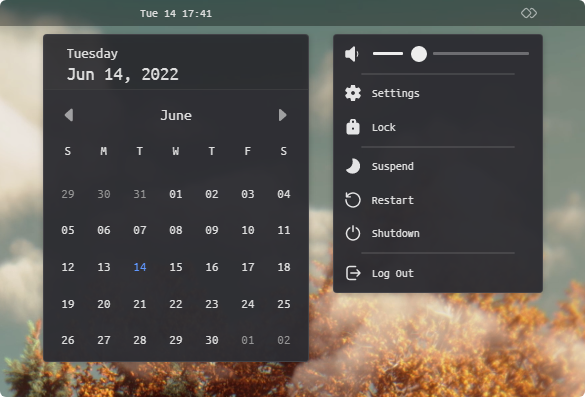 Tue 14 17:41
Tuesday
Jun 14, 2022
June
S M T W T F S
29 30 31 01 02 03 04
05 06 07 08 09 10 11
12 13 14 15 16 17 18
19 20 21 22 23 24 25
26 27 28 29 30 01 02
Settings
Lock
Suspend
Restart
Shutdown
Log Out